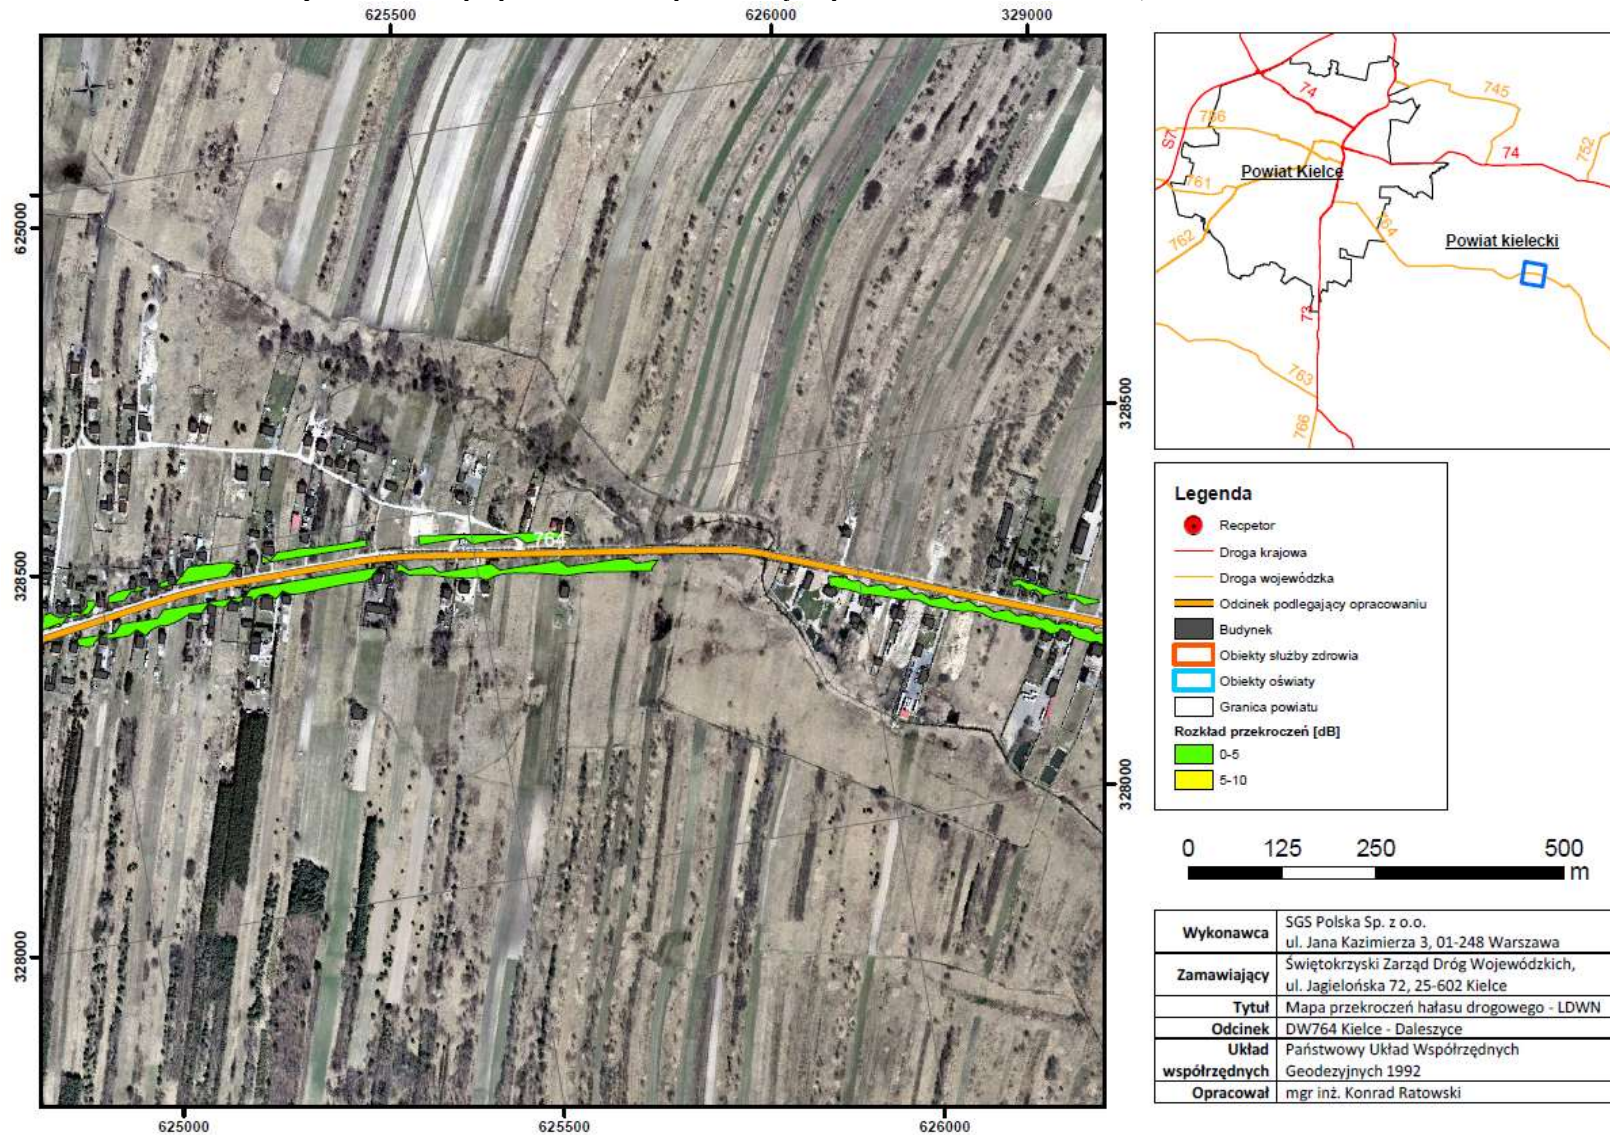 625500
626000
329000
N
W
E
S
625000
328500
328000
328500
328000
625000
625500
626000
764
S7
74
756
745
752
74
Powiat Kielce
761
762
764
Powiat kielecki
73
763
766
Legenda
Recpetor
Droga krajowa
Droga wojewódzka
Odcinek podlegający opracowaniu
Budynek
Obiekty służby zdrowia
Obiekty oświaty
Granica powiatu
Rozkład przekroczeń [dB]
0-5
5-10
0 125 250 500
m
Wykonawca SGS Polska Sp. z o.o.
ul. Jana Kazimierza 3, 01-248 Warszawa
Zamawiający Świętokrzyski Zarząd Dróg Wojewódzkich,
ul. Jagielońska 72, 25-602 Kielce
Tytuł Mapa przekroczeń hałasu drogowego - LDWN
Odcinek DW764 Kielce - Daleszyce
Układ Państwowy Układ Współrzędnych
współrzędnych Geodezyjnych 1992
Opracował mgr inż. Konrad Ratowski